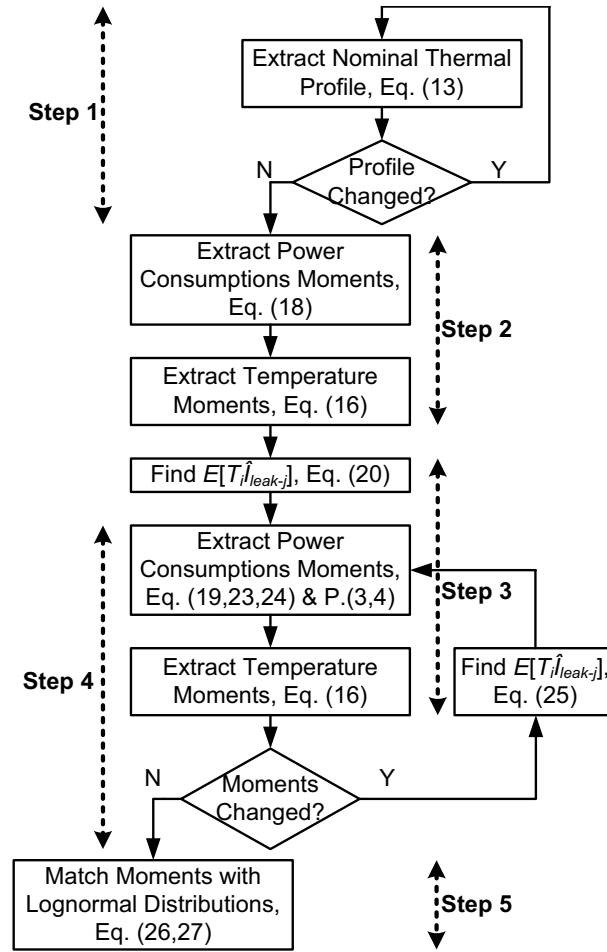 Extract Nominal Thermal
Profile, Eq. (13)
Step 1
Profile
Changed?
N
Y
Extract Power
Consumptions Moments,
Eq. (18)
Step 2
Extract Temperature
Moments, Eq. (16)
Find E[TᵢÎleak-j], Eq. (20)
Extract Power
Consumptions Moments,
Eq. (19,23,24) & P.(3,4)
Step 3
Step 4
Extract Temperature
Moments, Eq. (16)
Find E[TᵢÎleak-j],
Eq. (25)
N
Moments
Changed?
Y
Match Moments with
Lognormal Distributions,
Eq. (26,27)
Step 5